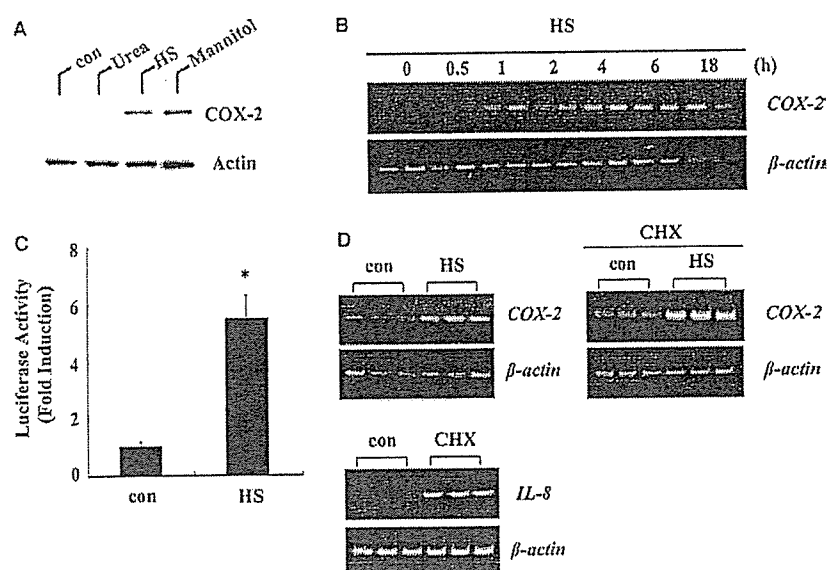 A
con Urea HS Mannitol
COX-2
Actin
B
HS
0 0.5 1 2 4 6 18 (h)
COX-2
β-actin
C
Luciferase Activity
(Fold Induction)
8
6
4
2
0
*
con HS
D
con HS
COX-2
β-actin
CHX
con HS
COX-2
β-actin
con CHX
IL-8
β-actin